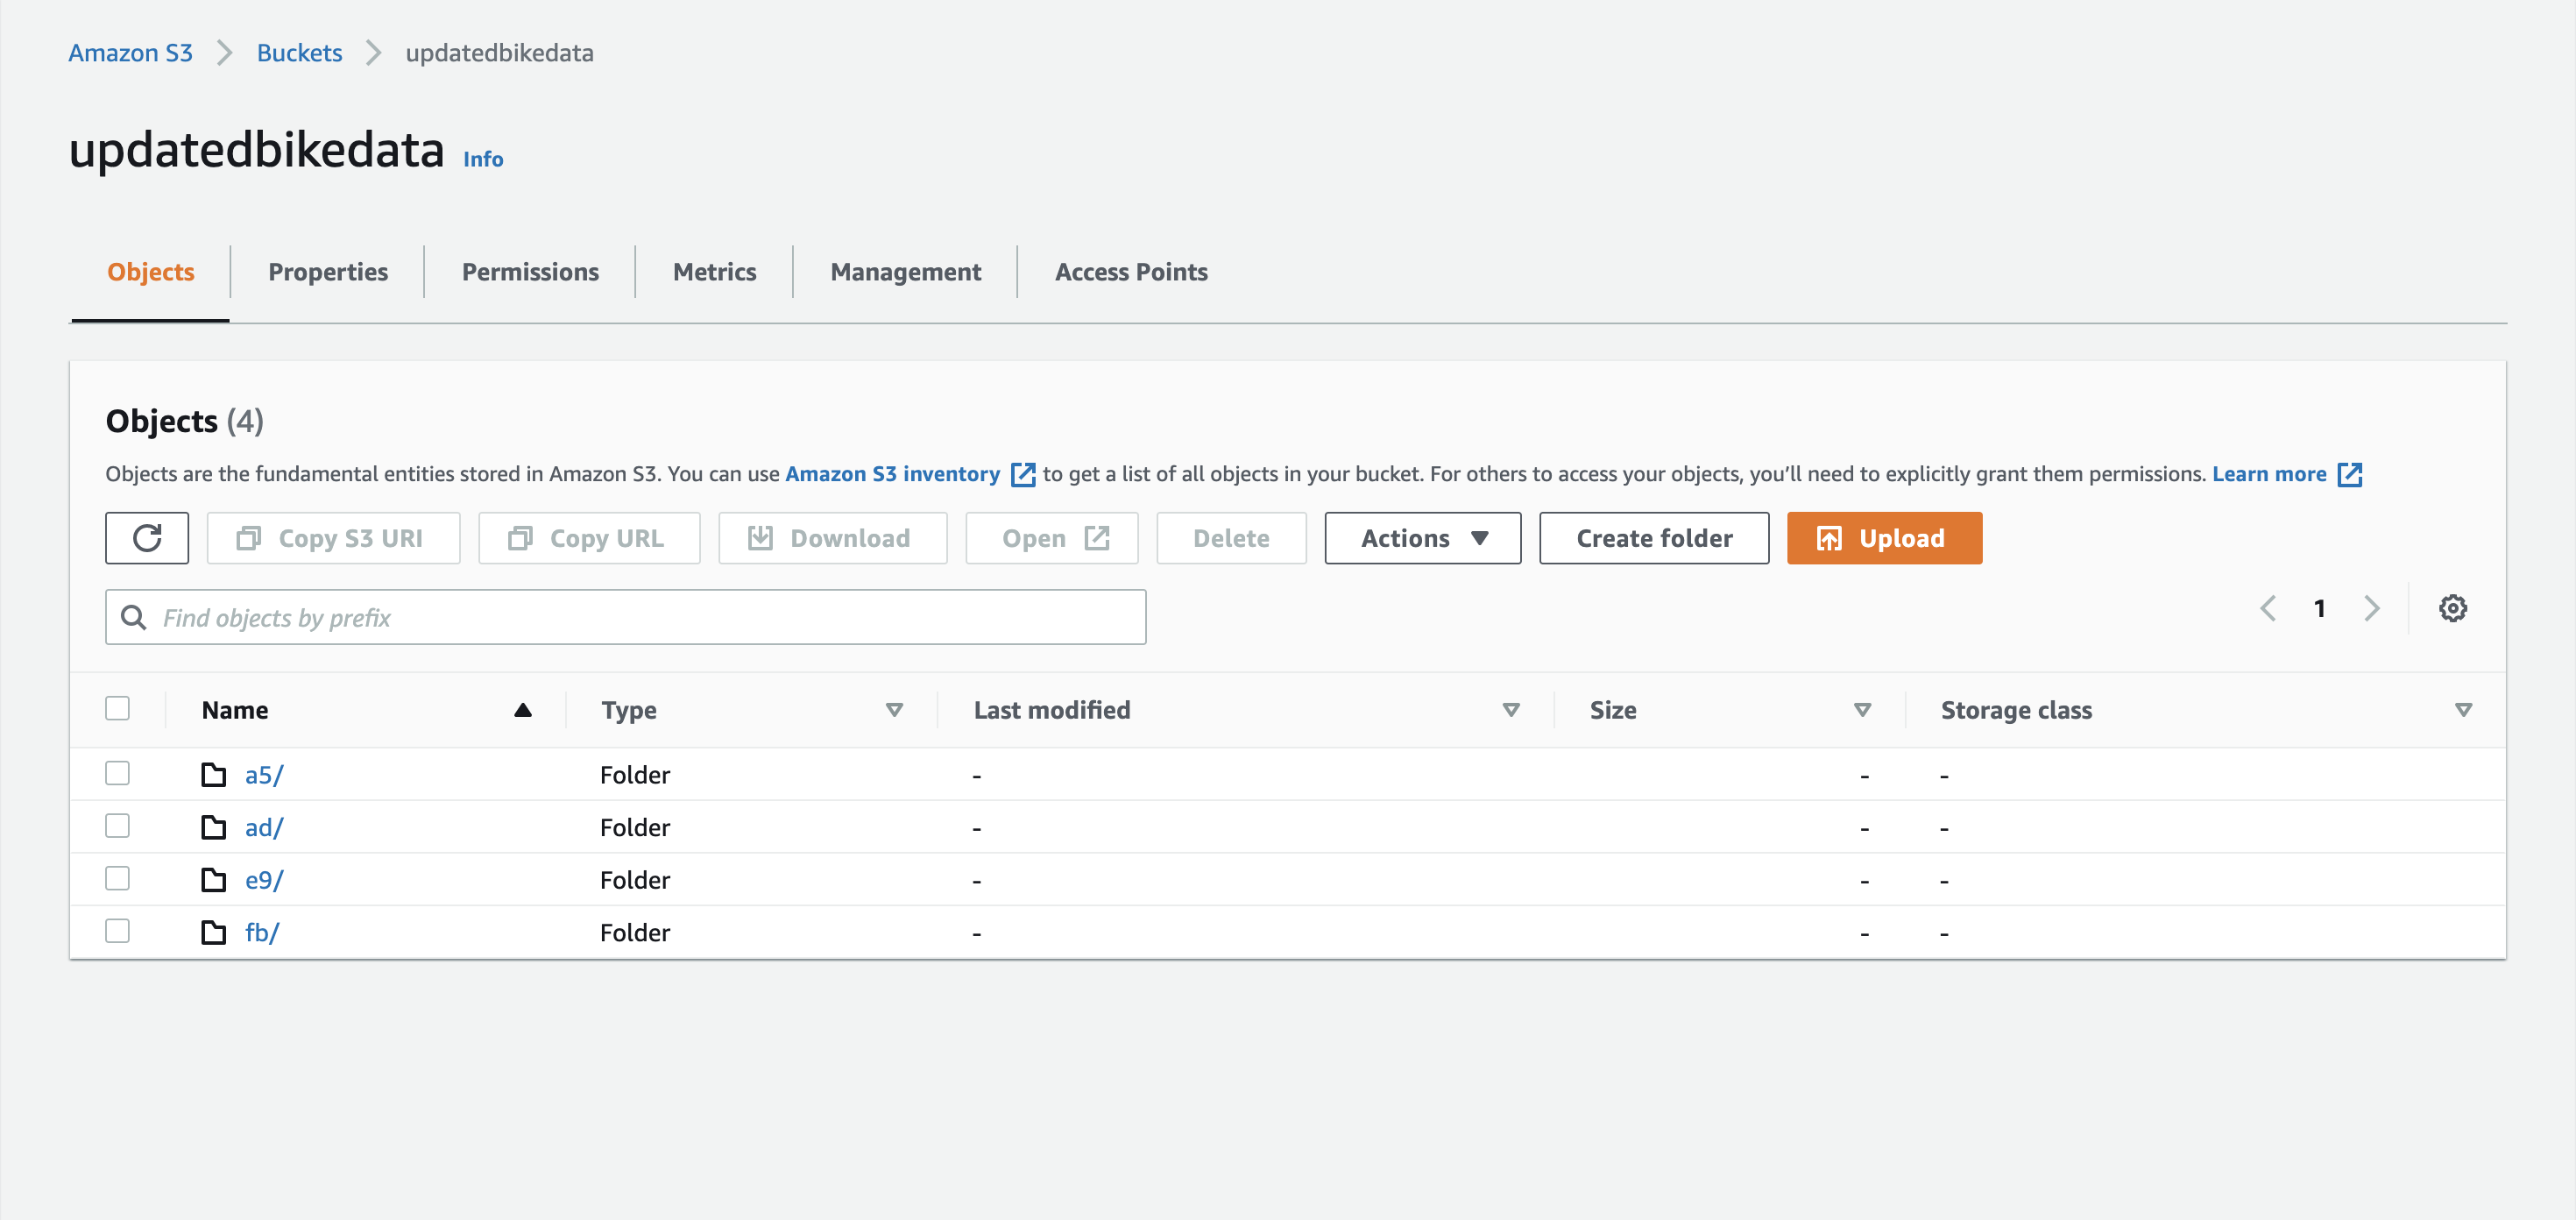 Amazon S3 > Buckets > updatedbikedata
updatedbikedata Info
Objects Properties Permissions Metrics Management Access Points
Objects (4)
Objects are the fundamental entities stored in Amazon S3. You can use Amazon S3 inventory to get a list of all objects in your bucket. For others to access your objects, you’ll need to explicitly grant them permissions. Learn more
Copy S3 URI Copy URL Download Open Delete Actions Create folder Upload
Find objects by prefix 1
Name Type Last modified Size Storage class
a5/ Folder - - -
ad/ Folder - - -
e9/ Folder - - -
fb/ Folder - - -